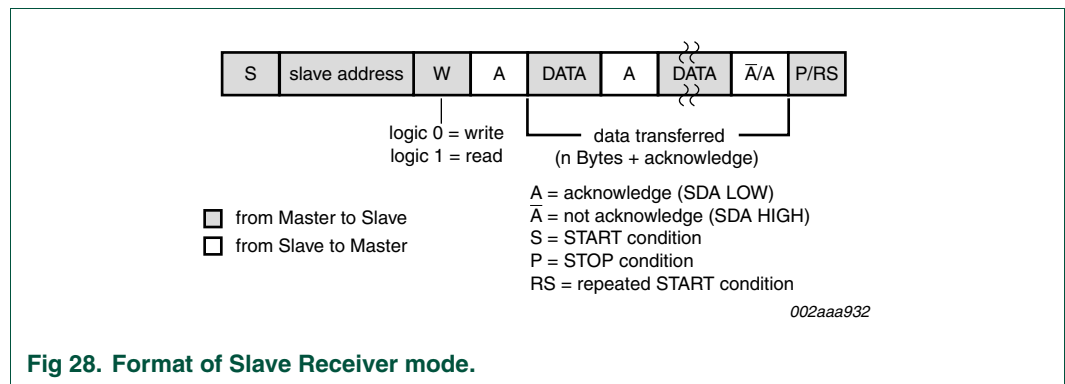 S slave address W A DATA A DATA A̅/A P/RS
logic 0 = write
logic 1 = read
data transferred
(n Bytes + acknowledge)
A = acknowledge (SDA LOW)
A̅ = not acknowledge (SDA HIGH)
S = START condition
P = STOP condition
RS = repeated START condition
from Master to Slave
from Slave to Master
002aaa932
Fig 28. Format of Slave Receiver mode.